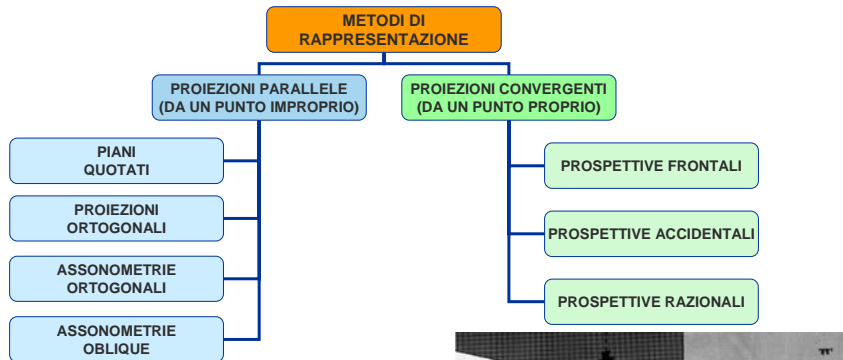 METODI DI
RAPPRESENTAZIONE
PROIEZIONI PARALLELE
(DA UN PUNTO IMPROPRIO)
PROIEZIONI CONVERGENTI
(DA UN PUNTO PROPRIO)
PIANI
QUOTATI
PROIEZIONI
ORTOGONALI
ASSONOMETRIE
ORTOGONALI
ASSONOMETRIE
OBLIQUE
PROSPETTIVE FRONTALI
PROSPETTIVE ACCIDENTALI
PROSPETTIVE RAZIONALI